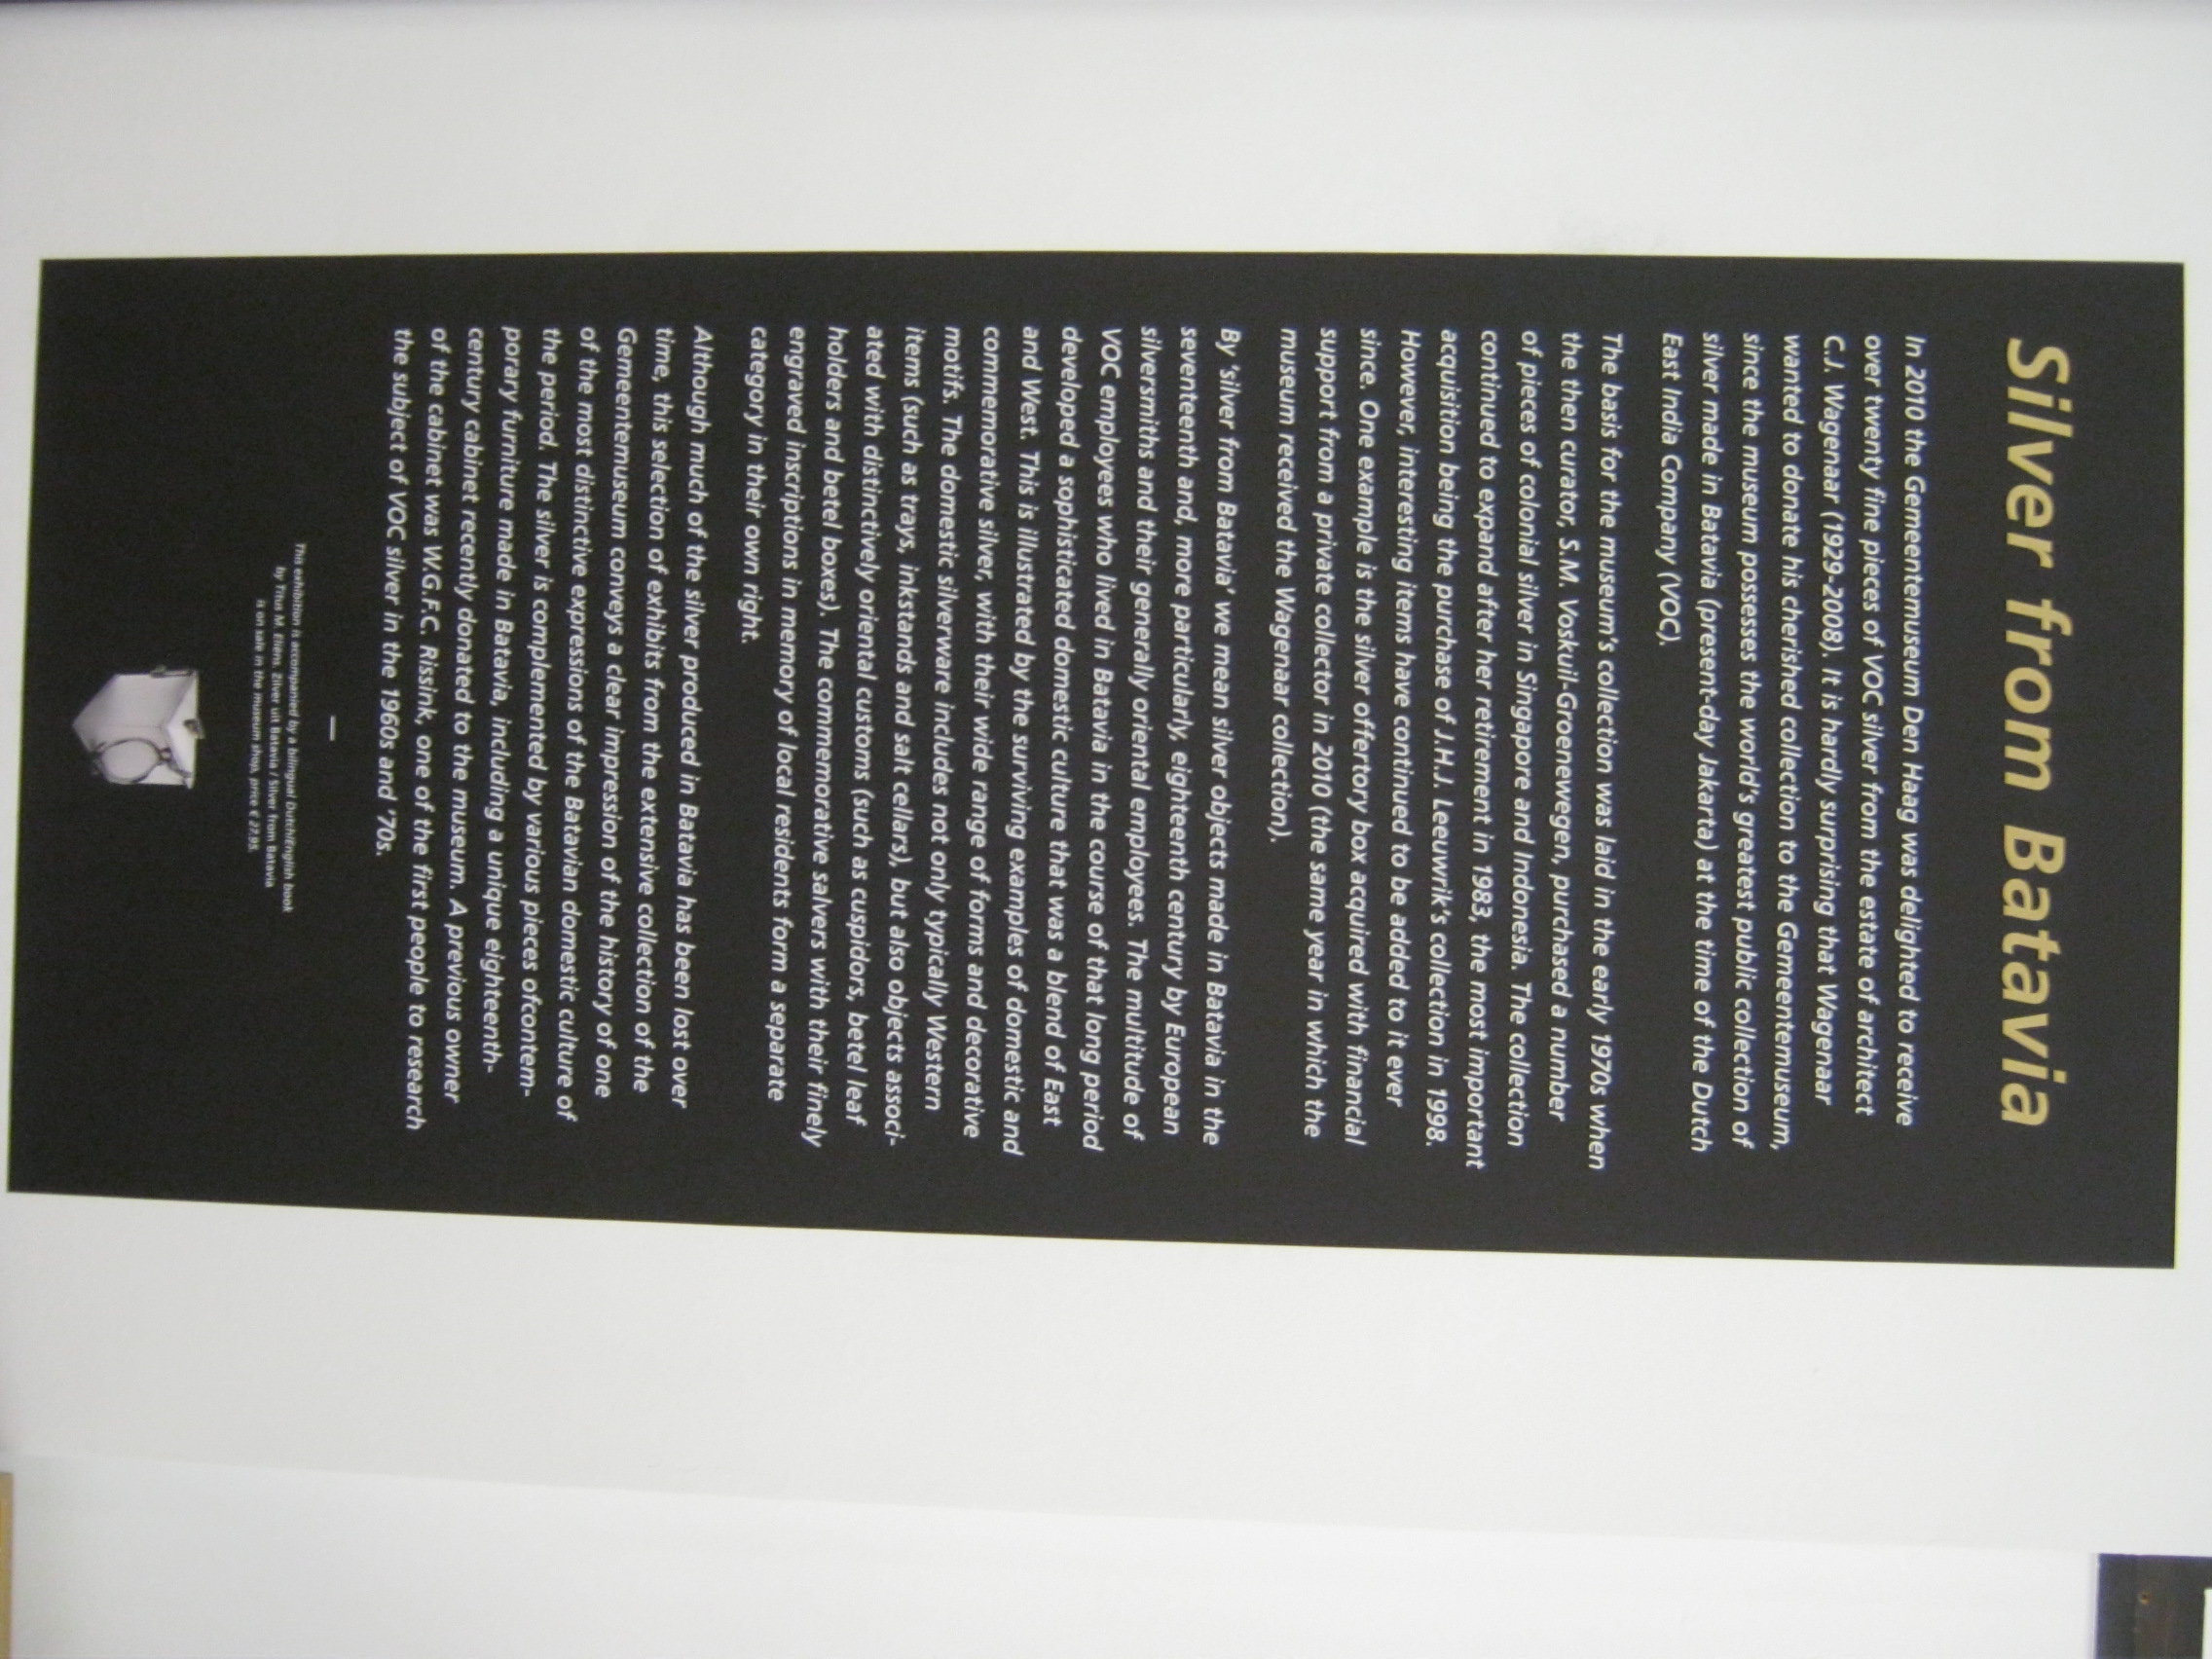 Silver from Batavia
In 2010 the Gemeentemuseum Den Haag was delighted to receive
over twenty fine pieces of VOC silver from the estate of architect
C.J. Wagenaar (1929-2008). It is hardly surprising that Wagenaar
wanted to donate his cherished collection to the Gemeentemuseum,
since the museum possesses the world's greatest public collection of
silver made in Batavia (present-day Jakarta) at the time of the Dutch
East India Company (VOC).
The basis for the museum's collection was laid in the early 1970s when
the then curator, S.M. Voskuil-Groenewegen, purchased a number
of pieces of colonial silver in Singapore and Indonesia. The collection
continued to expand after her retirement in 1983, the most important
acquisition being the purchase of J.H.J. Leeuwrik's collection in 1998.
However, interesting items have continued to be added to it ever
since. One example is the silver offertory box acquired with financial
support from a private collector in 2010 (the same year in which the
museum received the Wagenaar collection).
By 'silver from Batavia' we mean silver objects made in Batavia in the
seventeenth and, more particularly, eighteenth century by European
silversmiths and their generally oriental employees. The multitude of
VOC employees who lived in Batavia in the course of that long period
developed a sophisticated domestic culture that was a blend of East
and West. This is illustrated by the surviving examples of domestic and
commemorative silver, with their wide range of forms and decorative
motifs. The domestic silverware includes not only typically Western
items (such as trays, inkstands and salt cellars), but also objects associ-
ated with distinctively oriental customs (such as cuspidors, betel leaf
holders and betel boxes). The commemorative salvers with their finely
engraved inscriptions in memory of local residents form a separate
category in their own right.
Although much of the silver produced in Batavia has been lost over
time, this selection of exhibits from the extensive collection of the
Gemeentemuseum conveys a clear impression of the history of one
of the most distinctive expressions of the Batavian domestic culture of
the period. The silver is complemented by various pieces ofcontem-
porary furniture made in Batavia, including a unique eighteenth-
century cabinet recently donated to the museum. A previous owner
of the cabinet was W.G.F.C. Rissink, one of the first people to research
the subject of VOC silver in the 1960s and '70s.
—
This exhibition is accompanied by a bilingual Dutch/English book
by Titus M. Eliëns. Zilver uit Batavia / Silver from Batavia
is on sale in the museum shop, price € 27.95.